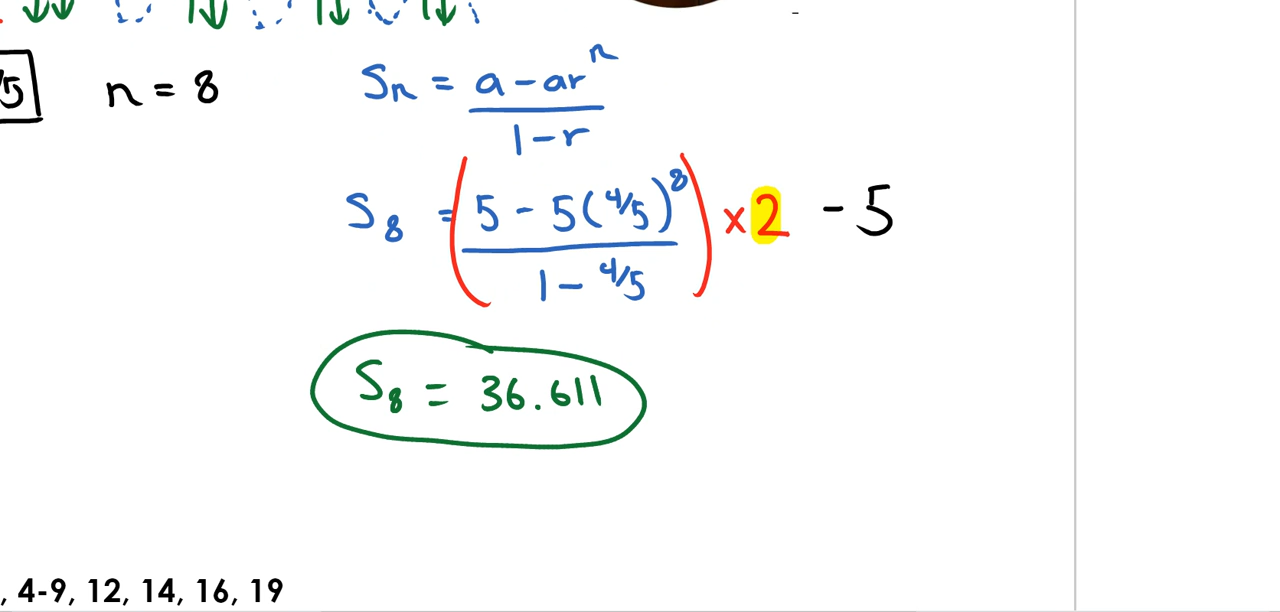 5 n = 8 Sn = a - ar^n / 1 - r
S8 = ( 5 - 5(4/5)^8 / 1 - 4/5 ) × 2 - 5
S8 = 36.611
, 4-9, 12, 14, 16, 19